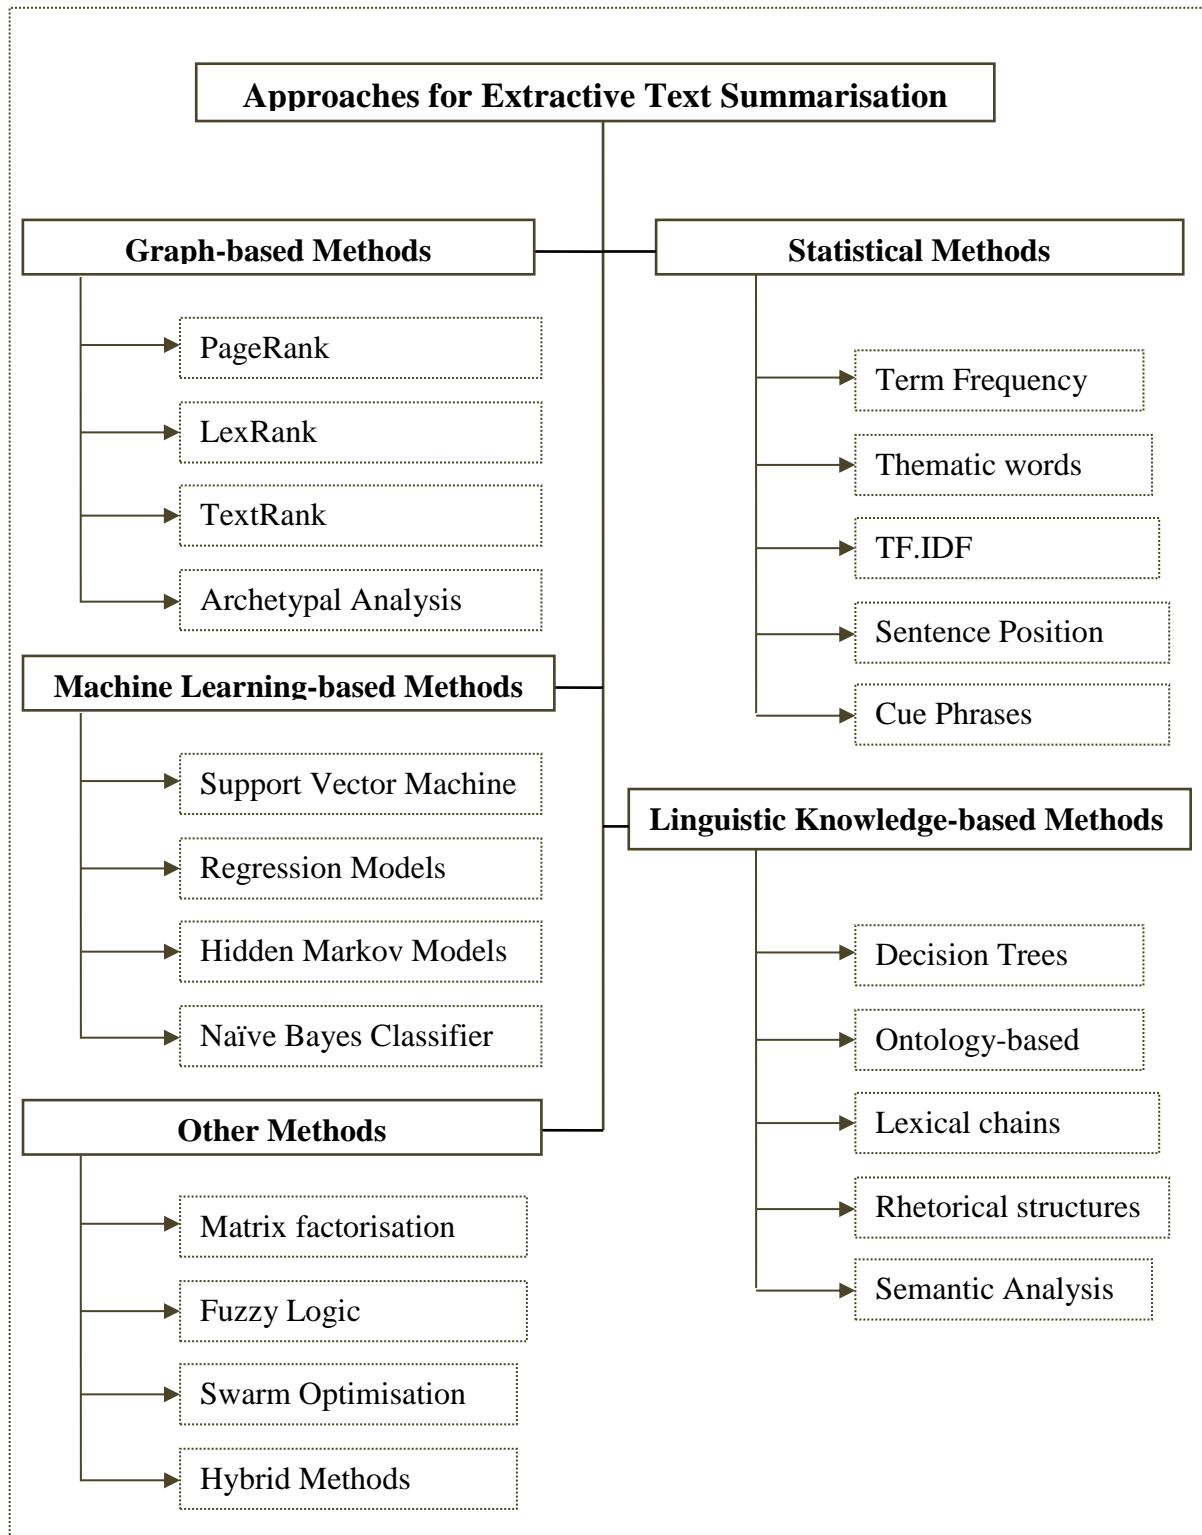 Approaches for Extractive Text Summarisation
Graph-based Methods
PageRank
LexRank
TextRank
Archetypal Analysis
Statistical Methods
Term Frequency
Thematic words
TF.IDF
Sentence Position
Cue Phrases
Machine Learning-based Methods
Support Vector Machine
Regression Models
Hidden Markov Models
Naïve Bayes Classifier
Linguistic Knowledge-based Methods
Decision Trees
Ontology-based
Lexical chains
Rhetorical structures
Semantic Analysis
Other Methods
Matrix factorisation
Fuzzy Logic
Swarm Optimisation
Hybrid Methods